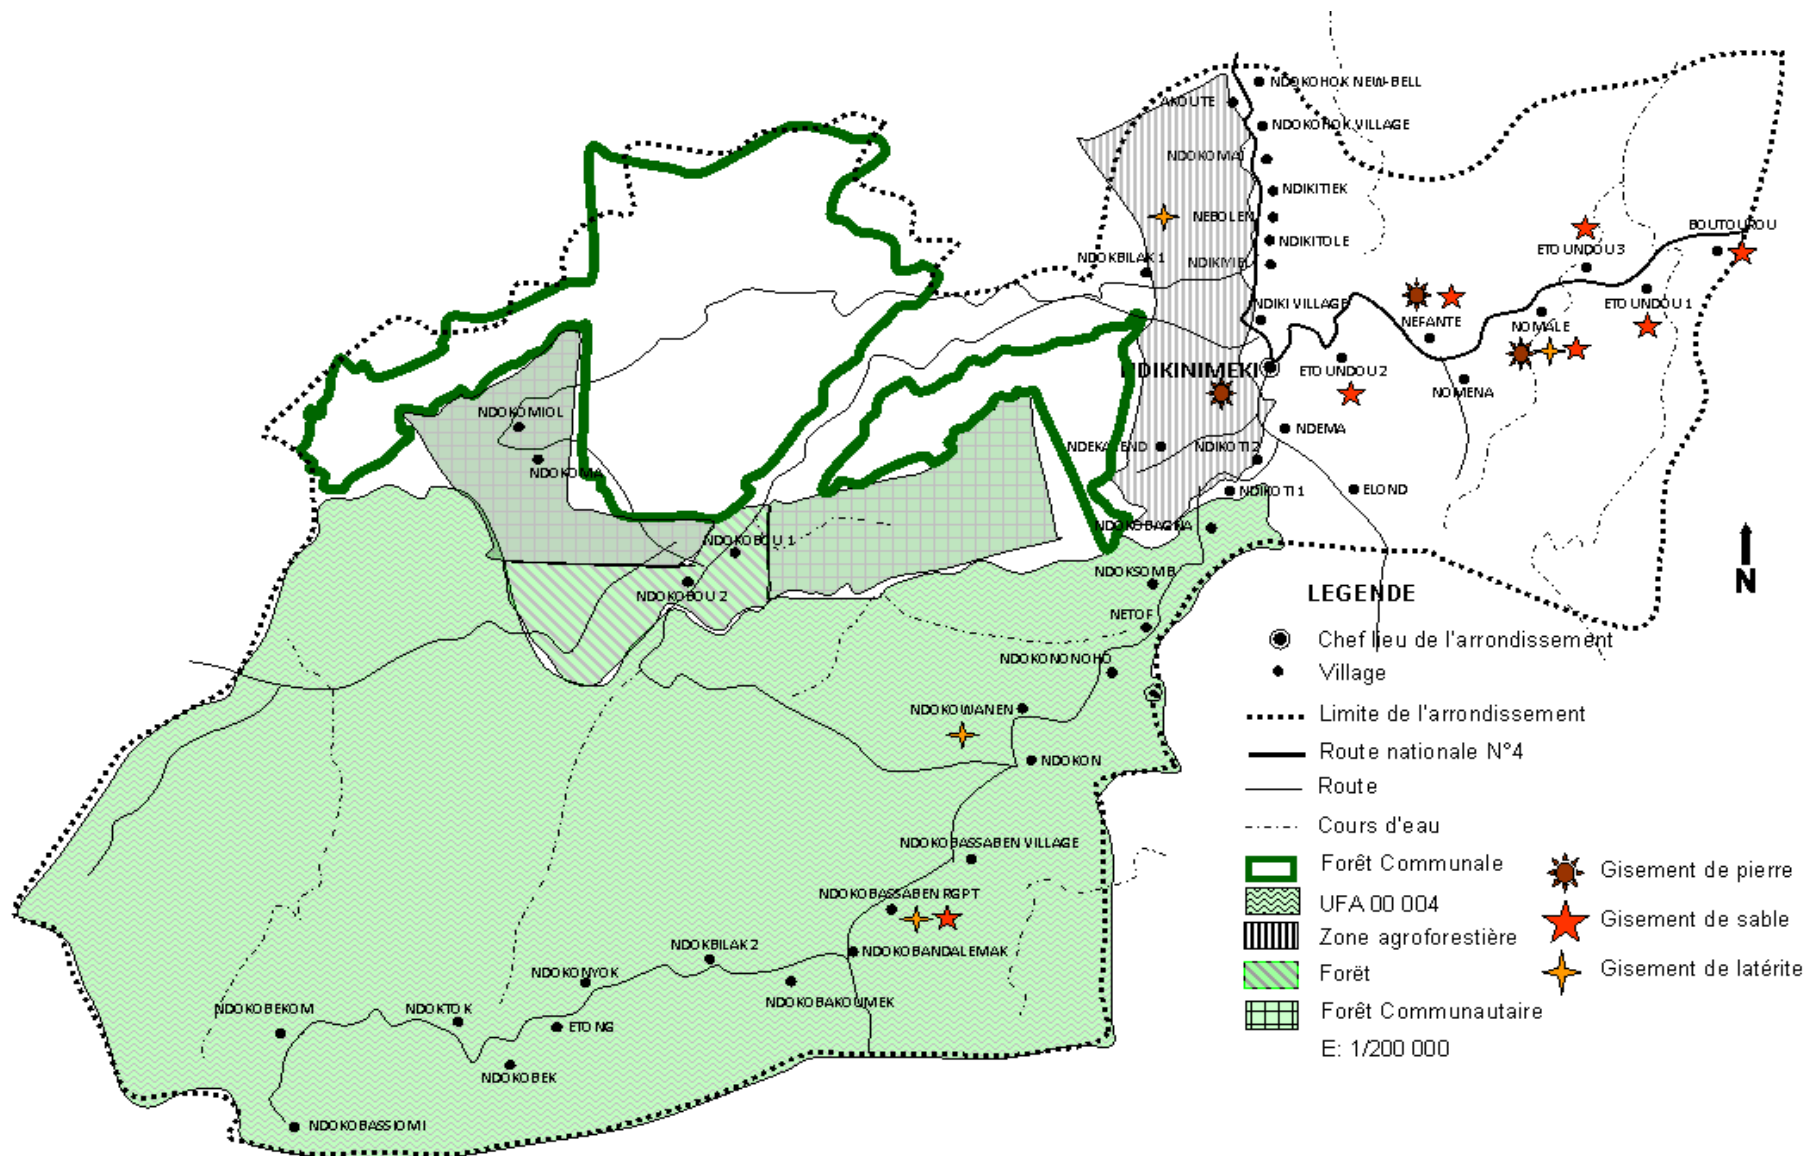 NDOKOHOK NEW-BELL
AKOUTE
NDOKOHOK VILLAGE
NDOKOMAI
NDIKITIEK
NEBOLEN
NDIKITOLE
BOUTOUROU
ETOUNDOU 3
NDOKBILAK 1
ETOUNDOU 1
NDIKI VILLAGE
NEFANTE
NOMALE
NDIKINIMEKI
ETOUNDOU 2
NOMENA
NDOKOMIOL
NDEMA
NDIKOTI 2
NDOKOMA
NDIKOTI 1
ELOND
NDOKOBAGNA
NDOKOBOU 1
NDOKSOMB
NDOKOBOU 2
NETOF
NDOKONONOHO
NDOKOWANEN
NDOKON
NDOKOBASSABEN VILLAGE
NDOKOBASSABEN RGPT
NDOKBILAK 2
NDOKOBANDALEMAK
NDOKONYOK
NDOKOBAKOUMEK
NDOKOBEKOM
NDOKTOK
ETONG
NDOKOBEK
NDOKOBASSIOMI
N
LEGENDE
Chef lieu de l'arrondissement
Village
Limite de l'arrondissement
Route nationale N°4
Route
Cours d'eau
Forêt Communale
UFA 00 004
Zone agroforestière
Forêt
Forêt Communautaire
E: 1/200 000
Gisement de pierre
Gisement de sable
Gisement de latérite